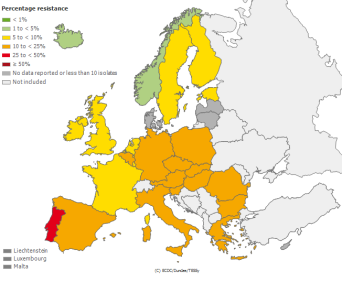 Percentage resistance
< 1%
1 to < 5%
5 to < 10%
10 to < 25%
25 to < 50%
≥ 50%
No data reported or less than 10 isolates
Not included
Liechtenstein
Luxembourg
Malta
(C) ECDC/Dundas/TESSy